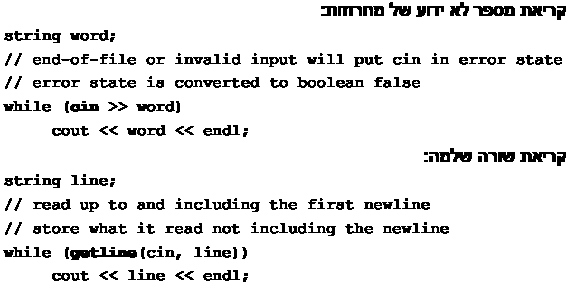 קריאת מספר לא ידוע של מחרוזות:
string word;
// end-of-file or invalid input will put cin in error state
// error state is converted to boolean false
while (cin >> word)
cout << word << endl;
קריאת שורה שלמה:
string line;
// read up to and including the first newline
// store what it read not including the newline
while (getline(cin, line))
cout << line << endl;